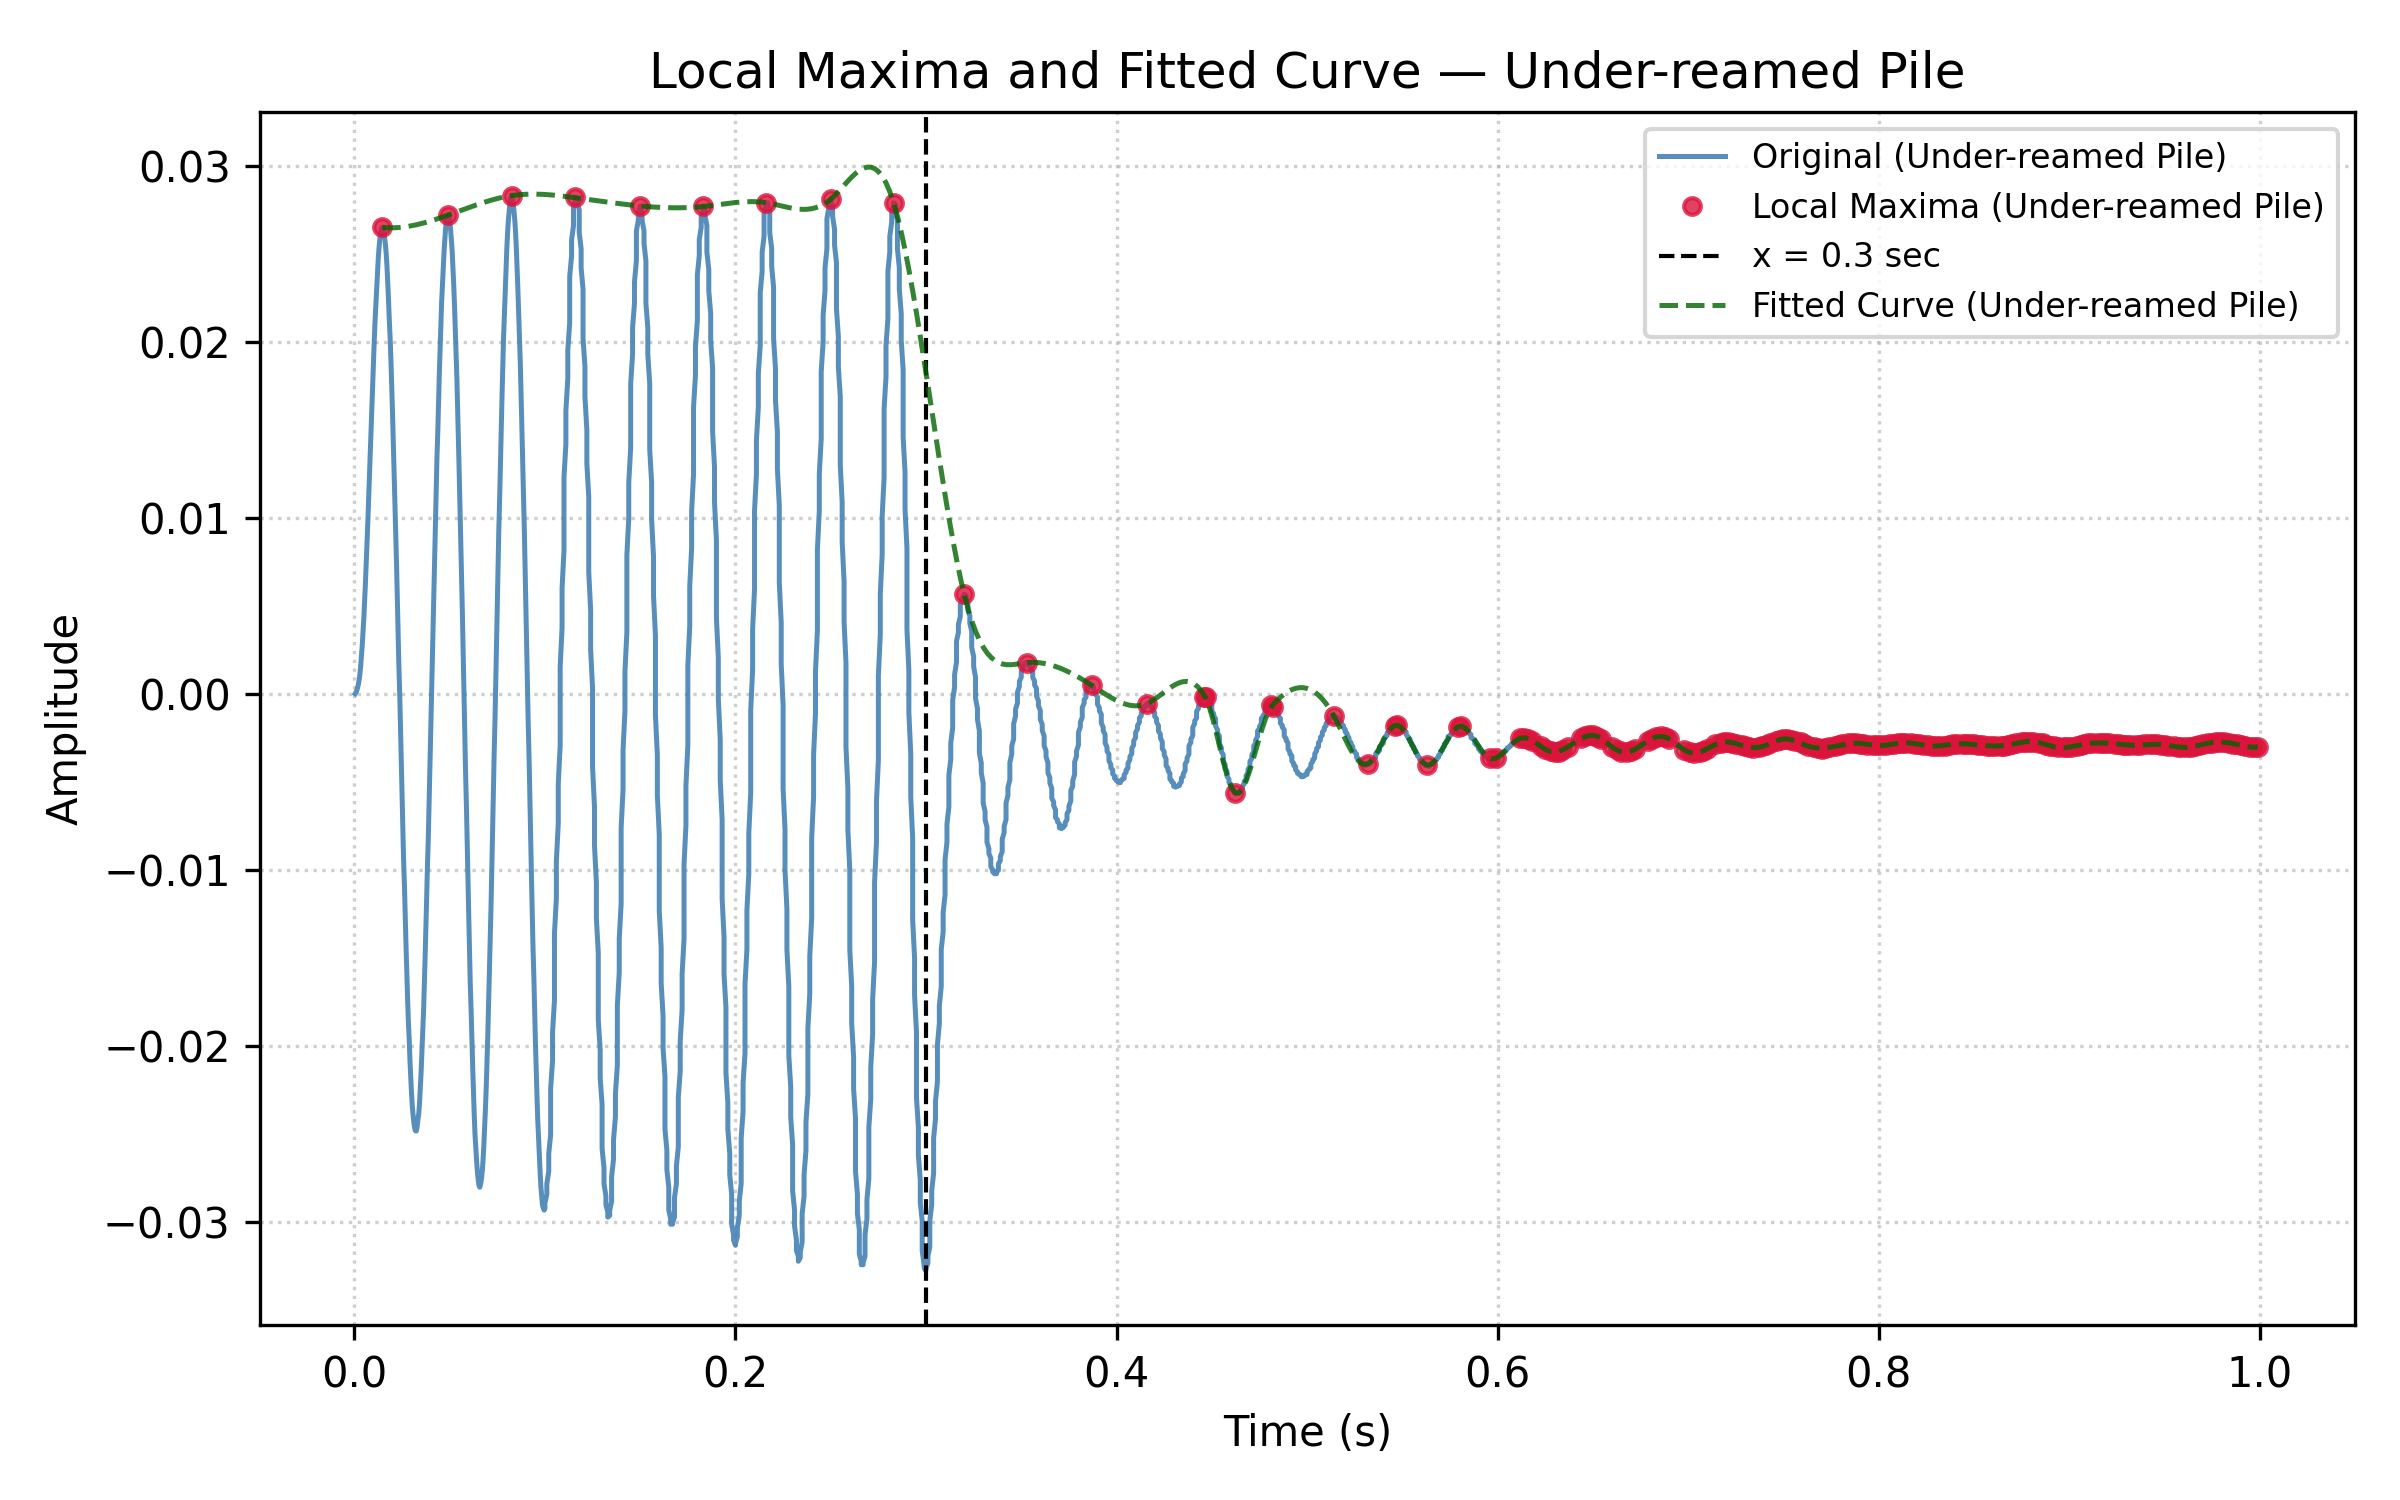 Local Maxima and Fitted Curve — Under-reamed Pile
Original (Under-reamed Pile)
Local Maxima (Under-reamed Pile)
x = 0.3 sec
Fitted Curve (Under-reamed Pile)
Amplitude
0.03
0.02
0.01
0.00
−0.01
−0.02
−0.03
0.0 0.2 0.4 0.6 0.8 1.0
Time (s)